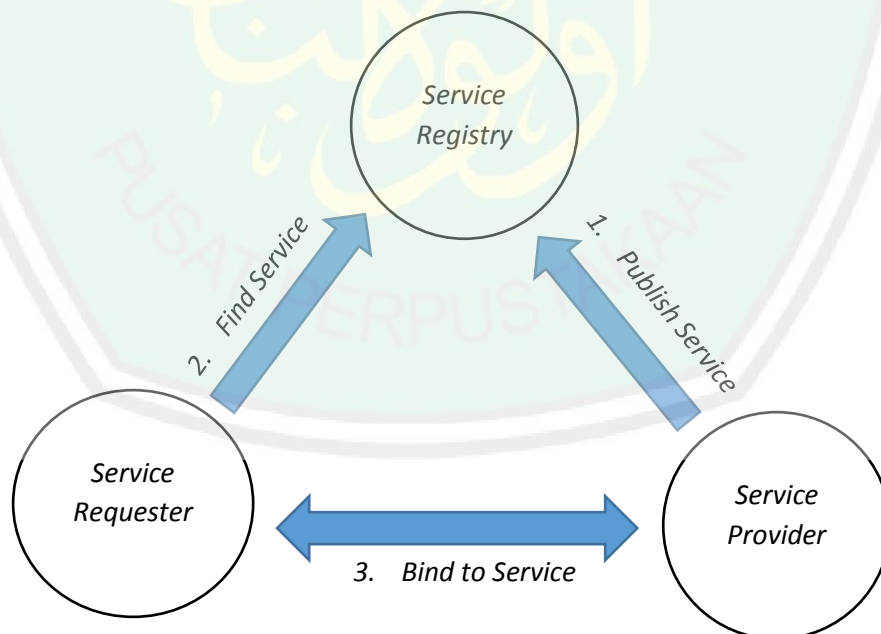 Service
Registry
1. Publish Service
2. Find Service
Service
Requester
Service
Provider
3. Bind to Service
PUSAT PERPUSTAKAAN